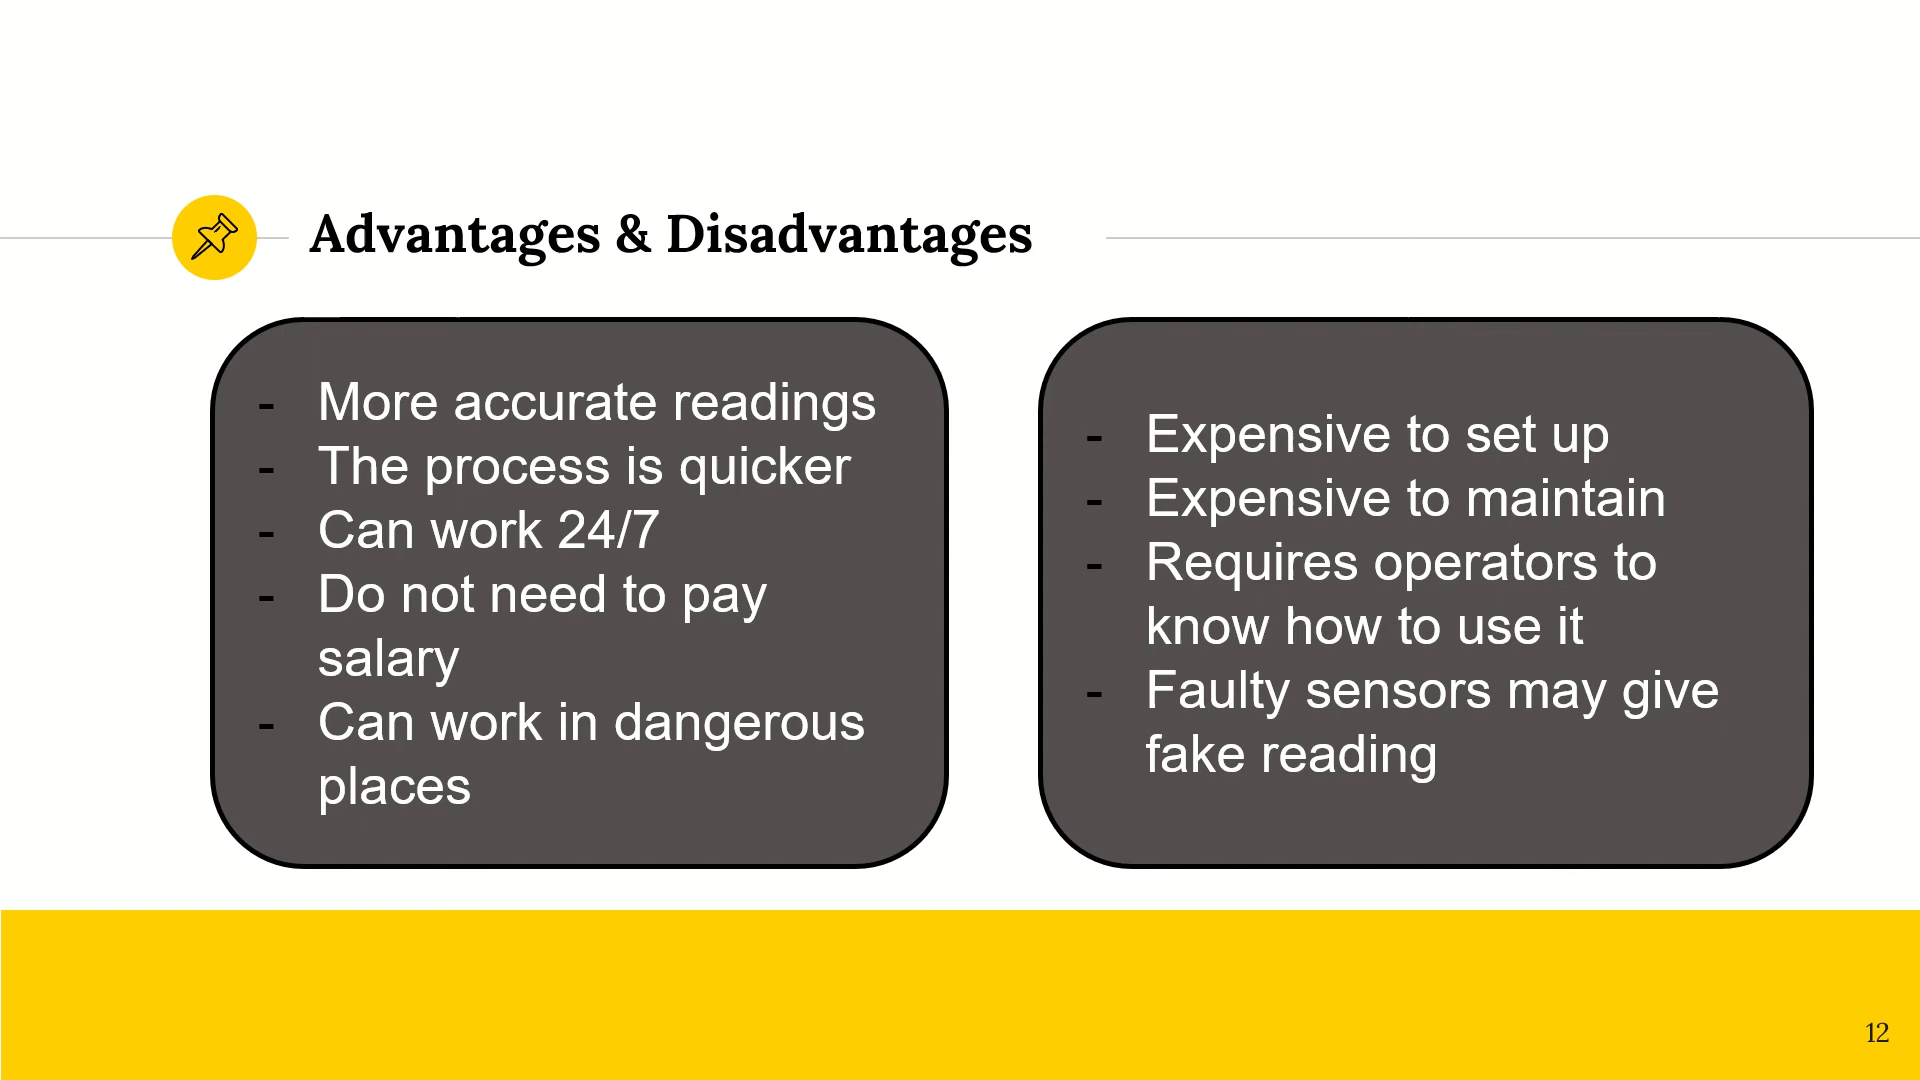 Advantages & Disadvantages
- More accurate readings
- The process is quicker
- Can work 24/7
- Do not need to pay
salary
- Can work in dangerous
places
- Expensive to set up
- Expensive to maintain
- Requires operators to
know how to use it
- Faulty sensors may give
fake reading
12